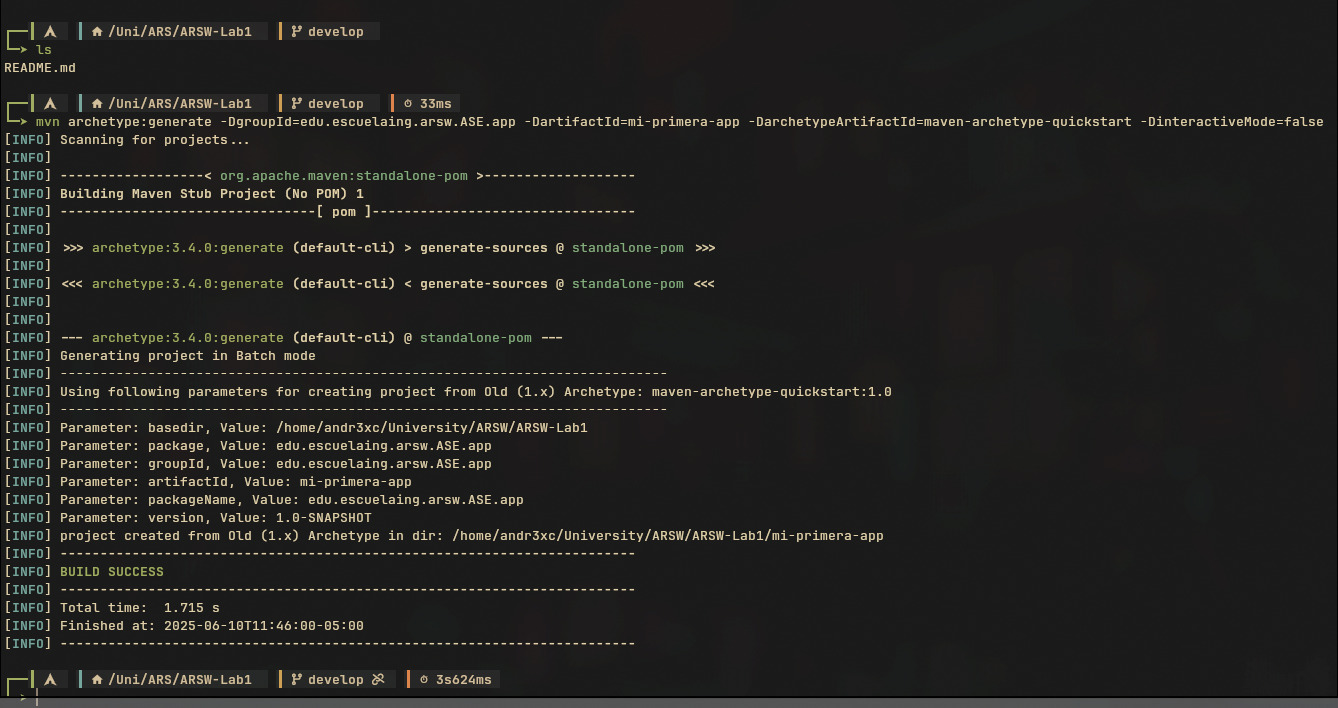 /Uni/ARS/ARSW-Lab1 develop
ls
README.md
/Uni/ARS/ARSW-Lab1 develop 33ms
mvn archetype:generate -DgroupId=edu.escuelaing.arsw.ASE.app -DartifactId=mi-primera-app -DarchetypeArtifactId=maven-archetype-quickstart -DinteractiveMode=false
[INFO] Scanning for projects...
[INFO]
[INFO] ------------------< org.apache.maven:standalone-pom >-------------------
[INFO] Building Maven Stub Project (No POM) 1
[INFO] --------------------------------[ pom ]---------------------------------
[INFO]
[INFO] >>> archetype:3.4.0:generate (default-cli) > generate-sources @ standalone-pom >>>
[INFO]
[INFO] <<< archetype:3.4.0:generate (default-cli) < generate-sources @ standalone-pom <<<
[INFO]
[INFO]
[INFO] --- archetype:3.4.0:generate (default-cli) @ standalone-pom ---
[INFO] Generating project in Batch mode
[INFO] ----------------------------------------------------------------------------
[INFO] Using following parameters for creating project from Old (1.x) Archetype: maven-archetype-quickstart:1.0
[INFO] ----------------------------------------------------------------------------
[INFO] Parameter: basedir, Value: /home/andr3xc/University/ARSW/ARSW-Lab1
[INFO] Parameter: package, Value: edu.escuelaing.arsw.ASE.app
[INFO] Parameter: groupId, Value: edu.escuelaing.arsw.ASE.app
[INFO] Parameter: artifactId, Value: mi-primera-app
[INFO] Parameter: packageName, Value: edu.escuelaing.arsw.ASE.app
[INFO] Parameter: version, Value: 1.0-SNAPSHOT
[INFO] project created from Old (1.x) Archetype in dir: /home/andr3xc/University/ARSW/ARSW-Lab1/mi-primera-app
[INFO] ------------------------------------------------------------------------
[INFO] BUILD SUCCESS
[INFO] ------------------------------------------------------------------------
[INFO] Total time:  1.715 s
[INFO] Finished at: 2025-06-10T11:46:00-05:00
[INFO] ------------------------------------------------------------------------
/Uni/ARS/ARSW-Lab1 develop 3s624ms